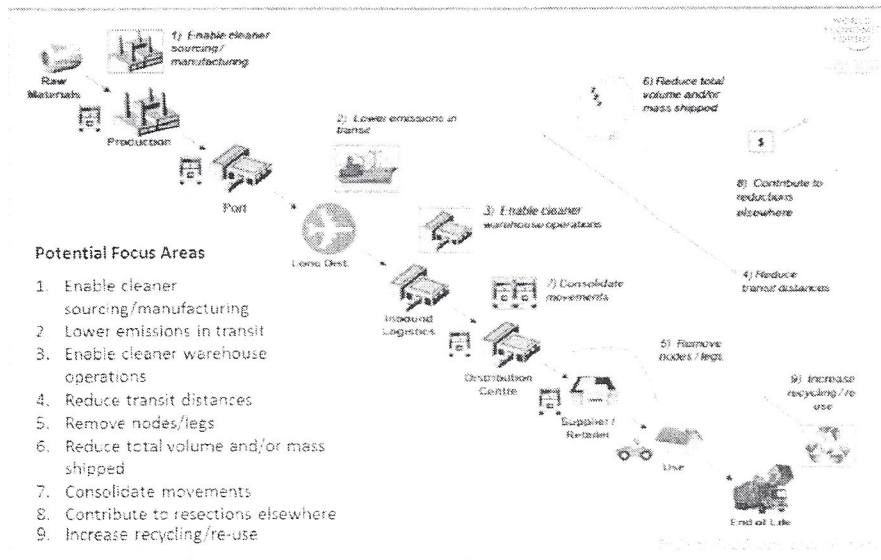 WORLD
ECONOMIC
FORUM
1) Enable cleaner
sourcing/
manufacturing
Raw
Materials
Production
6) Reduce total
volume and/or
mass shipped
2) Lower emissions in
transit
$
Port
8) Contribute to
reductions
elsewhere
3) Enable cleaner
warehouse operations
Long Dist.
4) Reduce
transit distances
7) Consolidate
movements
Inbound
Logistics
5) Remove
nodes / legs
Distribution
Centre
9) Increase
recycling/re
use
Supplier /
Retailer
Use
End of Life
Potential Focus Areas
1. Enable cleaner
sourcing/manufacturing
2 Lower emissions in transit
3. Enable cleaner warehouse
operations
4. Reduce transit distances
5. Remove nodes/legs
6. Reduce total volume and/or mass
shipped
7. Consolidate movements
8. Contribute to resections elsewhere
9. Increase recycling/re-use